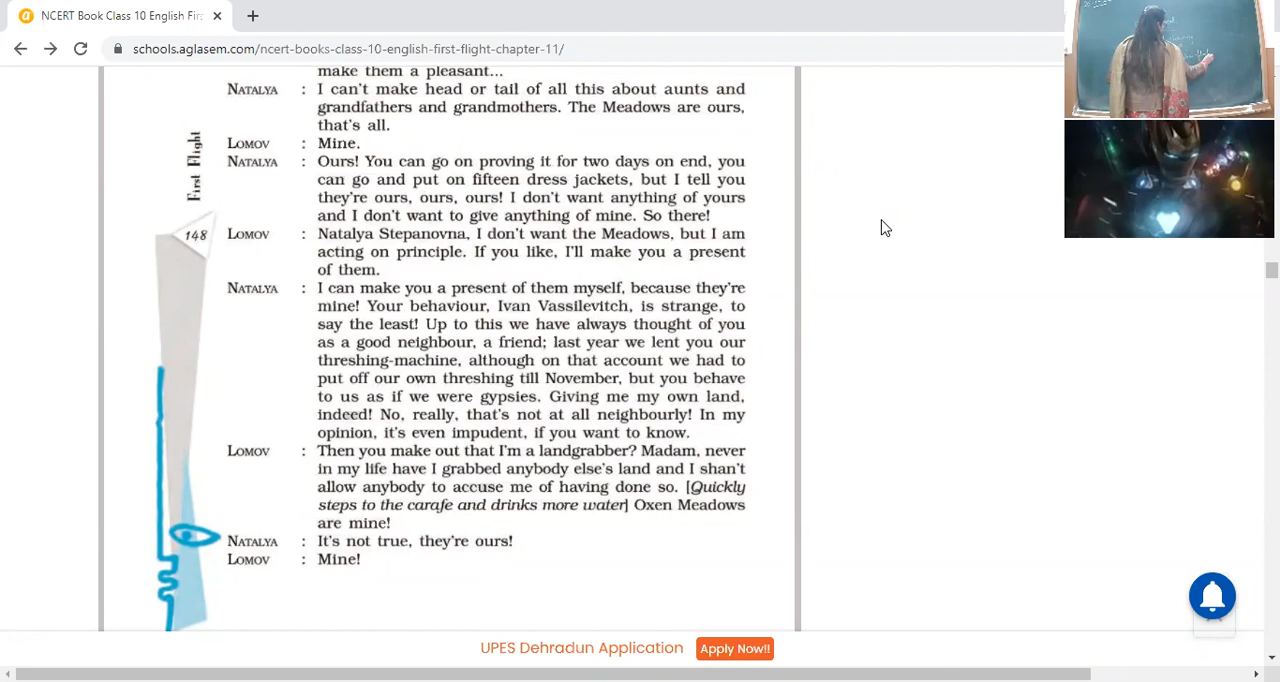 NCERT Book Class 10 English Firs
schools.aglasem.com/ncert-books-class-10-english-first-flight-chapter-11/
make them a pleasant...
NATALYA : I can't make head or tail of all this about aunts and
grandfathers and grandmothers. The Meadows are ours,
that's all.
LOMOV : Mine.
NATALYA : Ours! You can go on proving it for two days on end, you
can go and put on fifteen dress jackets, but I tell you
they're ours, ours, ours! I don't want anything of yours
and I don't want to give anything of mine. So there!
First Flight
148
LOMOV : Natalya Stepanovna, I don't want the Meadows, but I am
acting on principle. If you like, I'll make you a present
of them.
NATALYA : I can make you a present of them myself, because they're
mine! Your behaviour, Ivan Vassilevitch, is strange, to
say the least! Up to this we have always thought of you
as a good neighbour, a friend; last year we lent you our
threshing-machine, although on that account we had to
put off our own threshing till November, but you behave
to us as if we were gypsies. Giving me my own land,
indeed! No, really, that's not at all neighbourly! In my
opinion, it's even impudent, if you want to know.
LOMOV : Then you make out that I'm a landgrabber? Madam, never
in my life have I grabbed anybody else's land and I shan't
allow anybody to accuse me of having done so. [Quickly
steps to the carafe and drinks more water] Oxen Meadows
are mine!
NATALYA : It's not true, they're ours!
LOMOV : Mine!
UPES Dehradun Application Apply Now!!